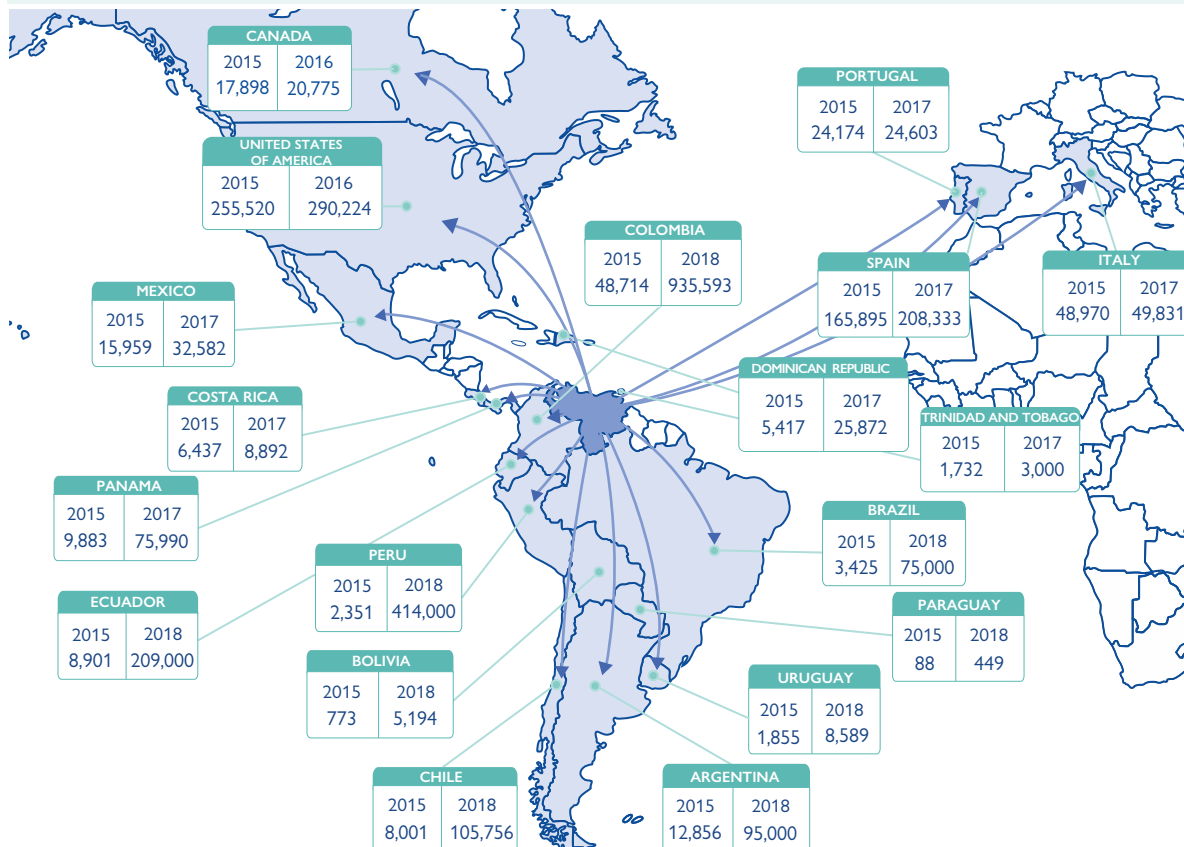 CANADA
2015 2016
17,898 20,775
UNITED STATES
OF AMERICA
2015 2016
255,520 290,224
MEXICO
2015 2017
15,959 32,582
COSTA RICA
2015 2017
6,437 8,892
PANAMA
2015 2017
9,883 75,990
ECUADOR
2015 2018
8,901 209,000
PERU
2015 2018
2,351 414,000
BOLIVIA
2015 2018
773 5,194
CHILE
2015 2018
8,001 105,756
COLOMBIA
2015 2018
48,714 935,593
PORTUGAL
2015 2017
24,174 24,603
SPAIN
2015 2017
165,895 208,333
ITALY
2015 2017
48,970 49,831
DOMINICAN REPUBLIC
2015 2017
5,417 25,872
TRINIDAD AND TOBAGO
2015 2017
1,732 3,000
BRAZIL
2015 2018
3,425 75,000
PARAGUAY
2015 2018
88 449
URUGUAY
2015 2018
1,855 8,589
ARGENTINA
2015 2018
12,856 95,000